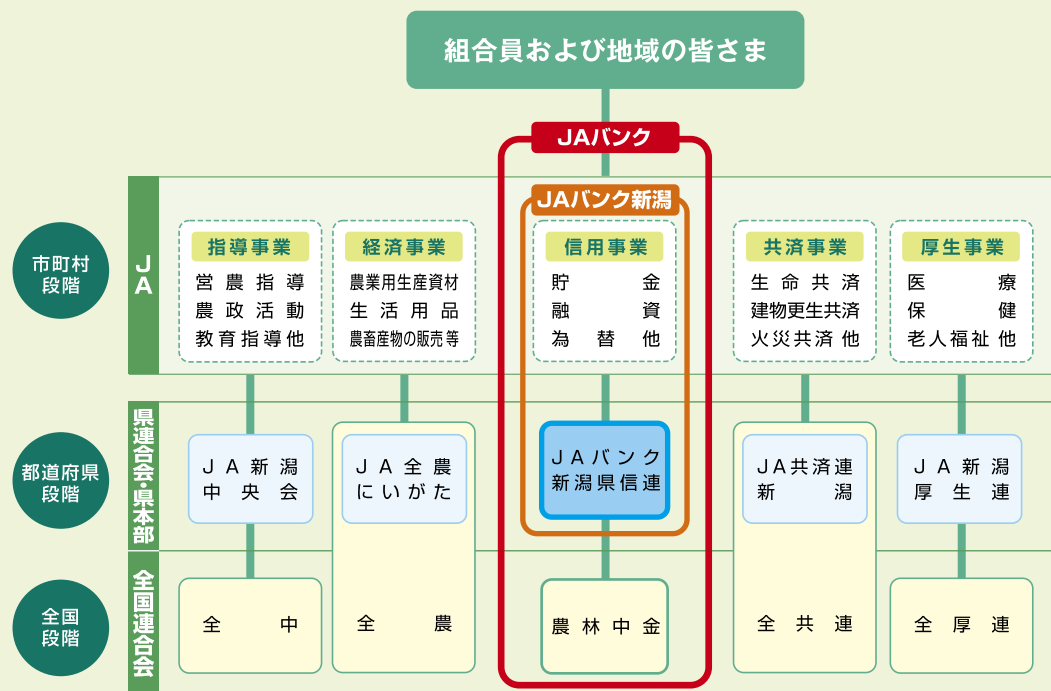 組合員および地域の皆さま
JAバンク
JAバンク新潟
市町村
段階
JA
指導事業
営農指導
農政活動
教育指導他
経済事業
農業用生産資材
生活用品
農畜産物の販売等
信用事業
貯金
融資
為替他
共済事業
生命共済
建物更生共済
火災共済他
厚生事業
医療
保健
老人福祉他
都道府県
段階
県連合会・県本部
JA新潟
中央会
JA全農
にいがた
JAバンク
新潟県信連
JA共済連
新潟
JA新潟
厚生連
全国
段階
全国連合会
全中
全農
農林中金
全共連
全厚連